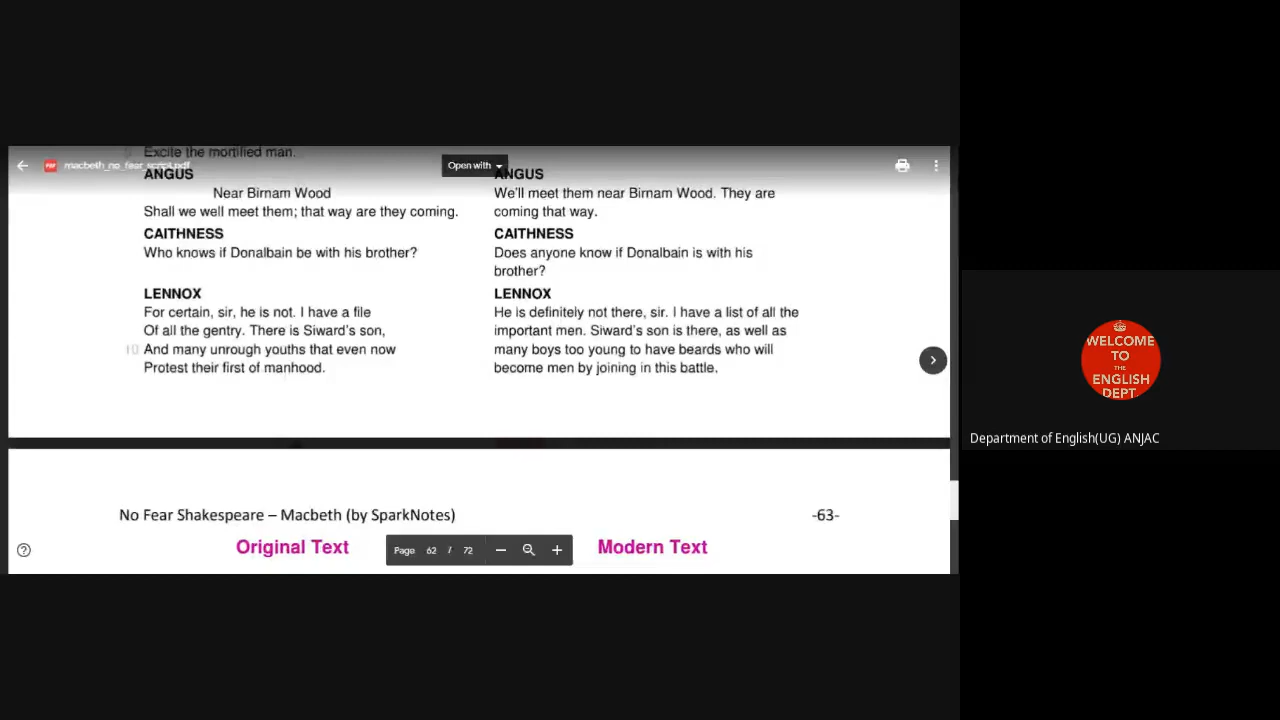 Excite the mortified man.
macbeth_no_fear_script.pdf
Open with
ANGUS
Near Birnam Wood
Shall we well meet them; that way are they coming.
CAITHNESS
Who knows if Donalbain be with his brother?
LENNOX
For certain, sir, he is not. I have a file
Of all the gentry. There is Siward's son,
10 And many unrough youths that even now
Protest their first of manhood.
ANGUS
We'll meet them near Birnam Wood. They are
coming that way.
CAITHNESS
Does anyone know if Donalbain is with his
brother?
LENNOX
He is definitely not there, sir. I have a list of all the
important men. Siward's son is there, as well as
many boys too young to have beards who will
become men by joining in this battle.
No Fear Shakespeare – Macbeth (by SparkNotes)
-63-
Original Text
Modern Text
Page 62 / 72
WELCOME
TO
THE
ENGLISH
DEPT.
Department of English(UG) ANJAC